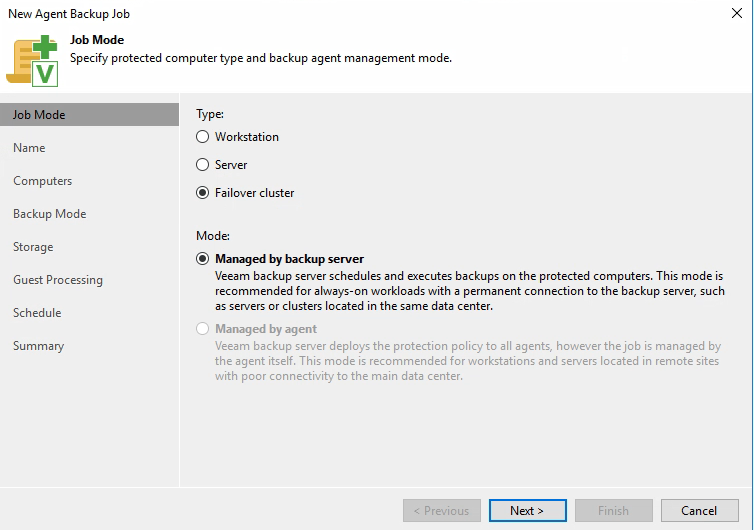 New Agent Backup Job
Job Mode
Specify protected computer type and backup agent management mode.
V
Job Mode
Name
Computers
Backup Mode
Storage
Guest Processing
Schedule
Summary
Type:
Workstation
Server
Failover cluster
Mode:
Managed by backup server
Veeam backup server schedules and executes backups on the protected computers. This mode is
recommended for always-on workloads with a permanent connection to the backup server, such
as servers or clusters located in the same data center.
Managed by agent
Veeam backup server deploys the protection policy to all agents, however the job is managed by
the agent itself. This mode is recommended for workstations and servers located in remote sites
with poor connectivity to the main data center.
< Previous
Next >
Finish
Cancel